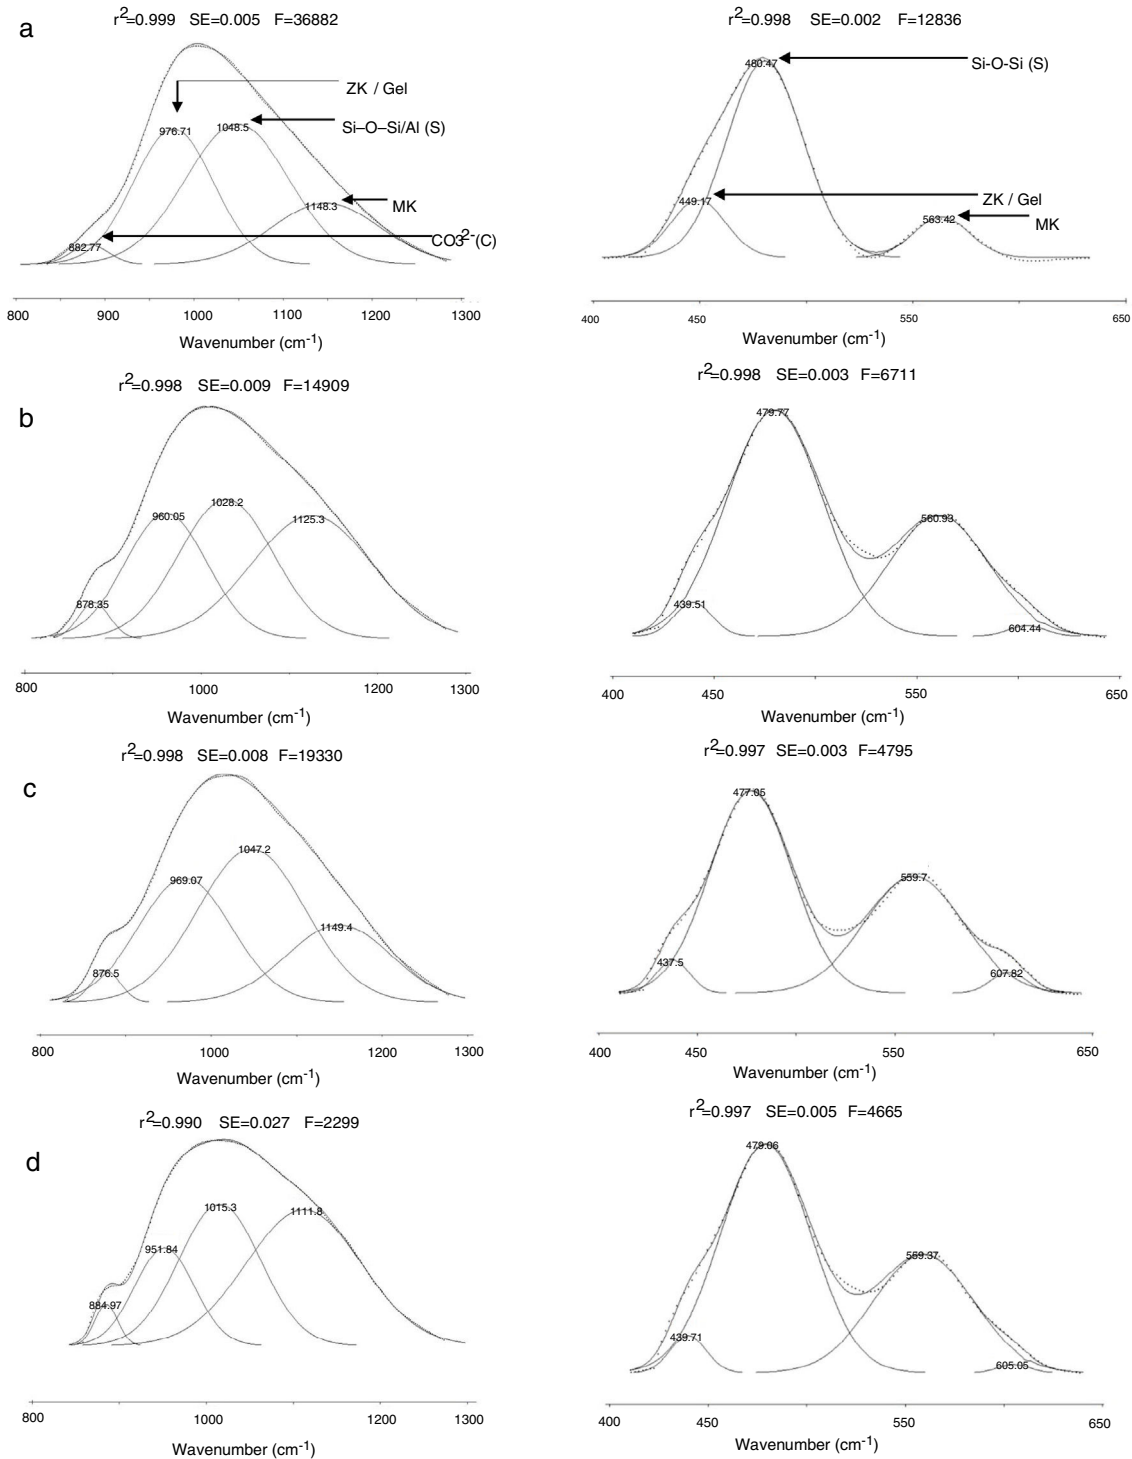 a
r2=0.999 SE=0.005 F=36882
ZK / Gel
976.71
1048.5
Si–O–Si/Al (S)
1148.3
MK
882.77
CO3 2-(C)
800 900 1000 1100 1200 1300
Wavenumber (cm-1)
r2=0.998 SE=0.002 F=12836
480.47
Si-O-Si (S)
449.17
ZK / Gel
563.42
MK
400 450 550 650
Wavenumber (cm-1)
b
r2=0.998 SE=0.009 F=14909
960.05
1028.2
1125.3
878.35
800 1000 1200 1300
Wavenumber (cm-1)
r2=0.998 SE=0.003 F=6711
479.77
560.93
439.51
604.44
400 450 550 650
Wavenumber (cm-1)
c
r2=0.998 SE=0.008 F=19330
969.07
1047.2
1149.4
876.5
800 1000 1200 1300
Wavenumber (cm-1)
r2=0.997 SE=0.003 F=4795
477.05
559.7
437.5
607.82
400 450 550 650
Wavenumber (cm-1)
d
r2=0.990 SE=0.027 F=2299
951.84
1015.3
1111.8
884.97
800 1000 1200 1300
Wavenumber (cm-1)
r2=0.997 SE=0.005 F=4665
479.06
559.37
439.71
605.05
400 450 550 650
Wavenumber (cm-1)